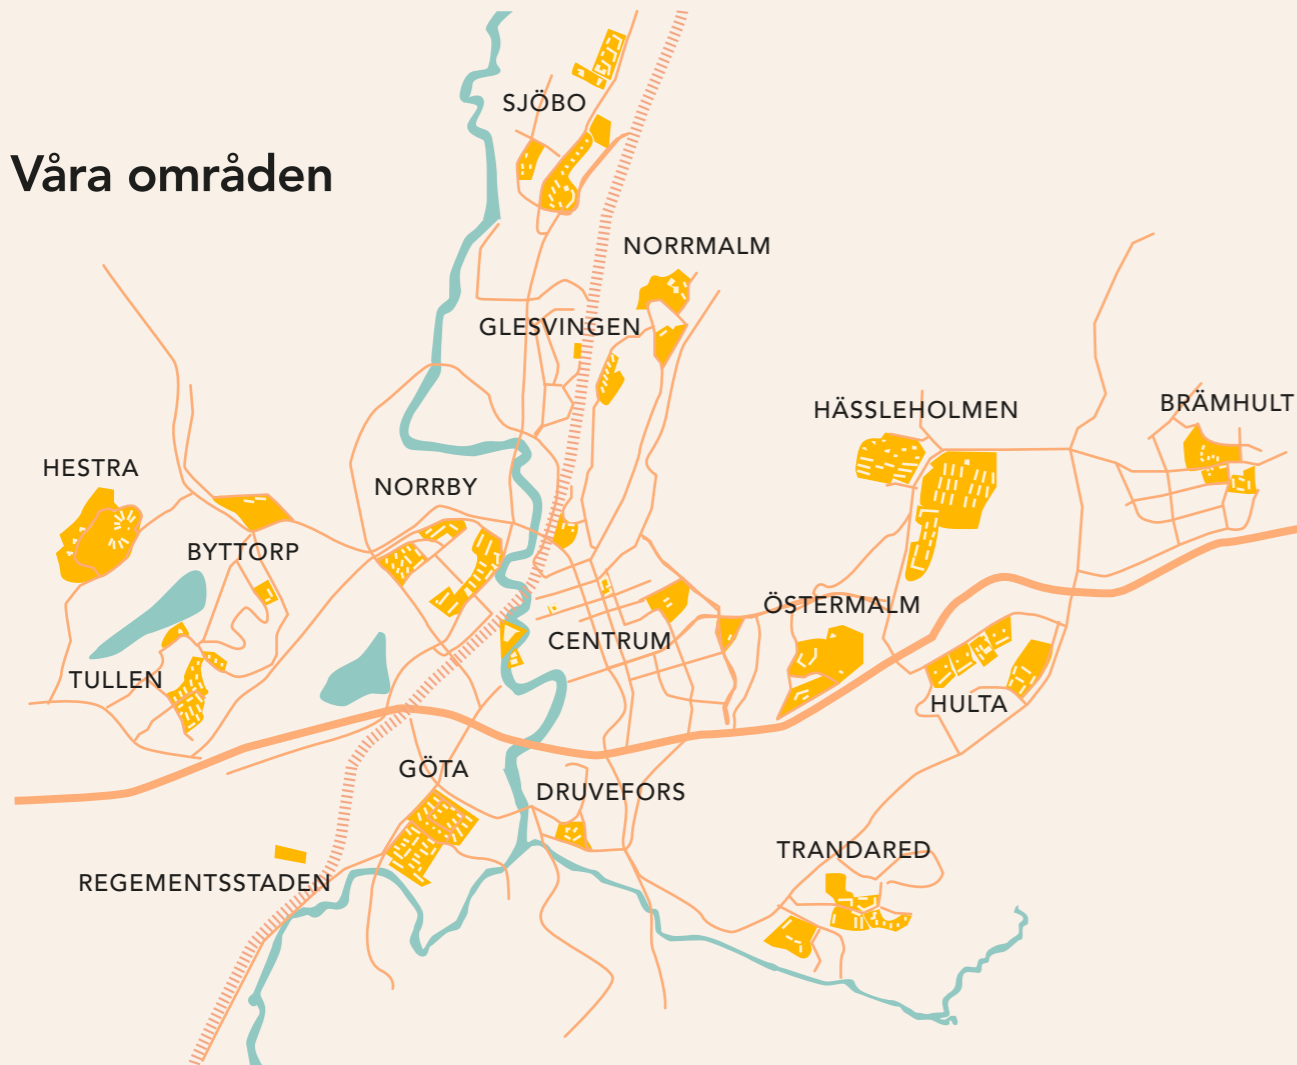 Våra områden
SJÖBO
NORRMALM
GLESVINGEN
HÄSSLEHOLMEN
BRÄMHULT
HESTRA
NORRBY
BYTTORP
ÖSTERMALM
CENTRUM
TULLEN
HULTA
GÖTA
DRUVEFORS
TRANDARED
REGEMENTSSTADEN